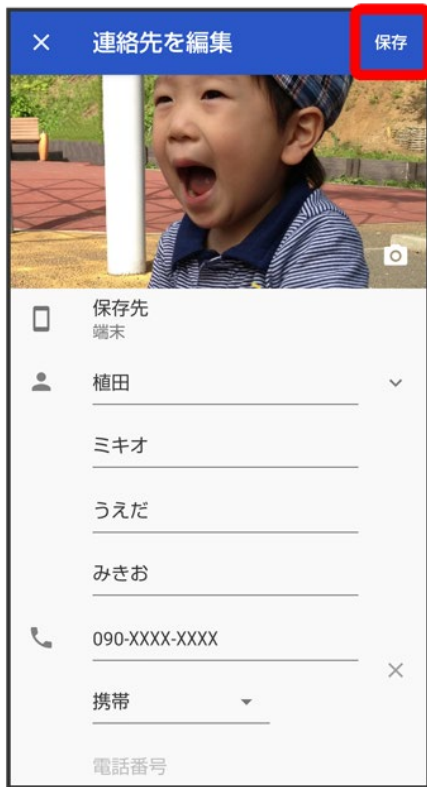 連絡先を編集
保存
保存先
端末
植田
ミキオ
うえだ
みきお
090-XXXX-XXXX
携帯
電話番号